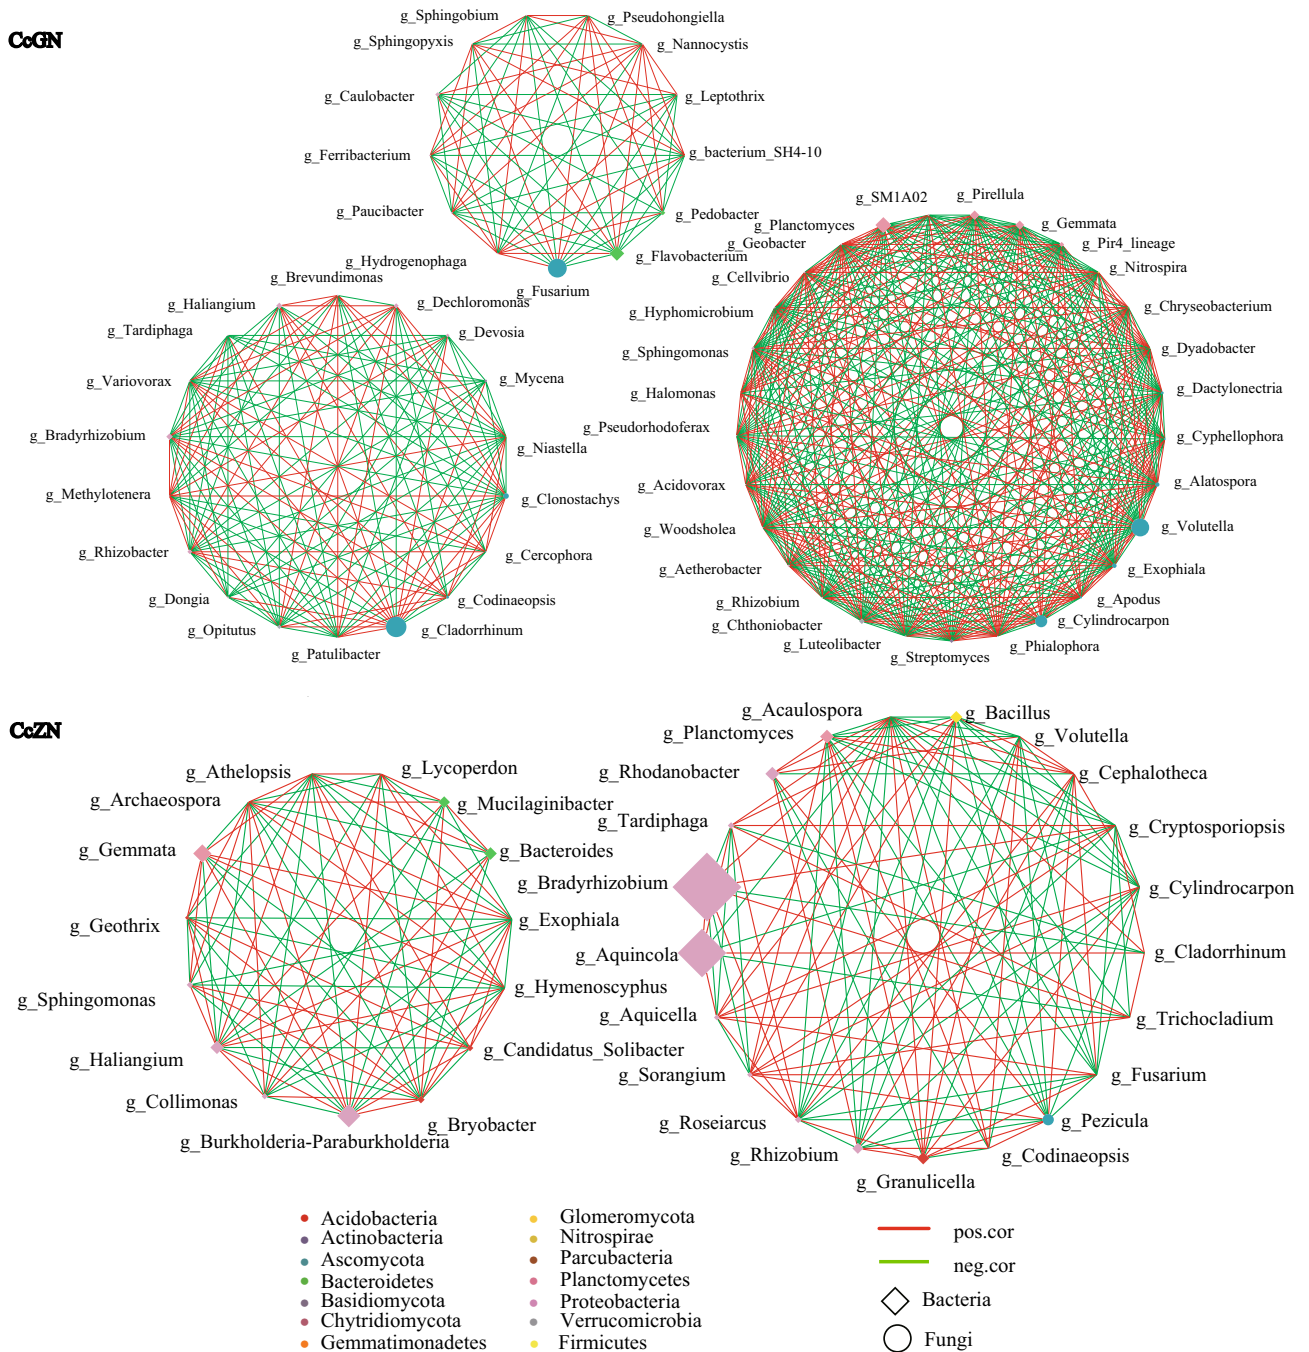 CcGN
g_Sphingobium
g_Pseudohongiella
g_Sphingopyxis
g_Nannocystis
g_Caulobacter
g_Leptothrix
g_Ferribacterium
g_bacterium_SH4-10
g_Paucibacter
g_Pedobacter
g_Hydrogenophaga
g_Flavobacterium
g_Fusarium
g_Brevundimonas
g_Haliangium
g_Dechloromonas
g_Tardiphaga
g_Devosia
g_Variovorax
g_Mycena
g_Bradyrhizobium
g_Niastella
g_Methylotenera
g_Clonostachys
g_Rhizobacter
g_Cercophora
g_Dongia
g_Codinaeopsis
g_Opitutus
g_Cladorrhinum
g_Patulibacter
g_SM1A02
g_Pirellula
g_Planctomyces
g_Gemmata
g_Geobacter
g_Pir4_lineage
g_Cellvibrio
g_Nitrospira
g_Hyphomicrobium
g_Chryseobacterium
g_Sphingomonas
g_Dyadobacter
g_Halomonas
g_Dactylonectria
g_Pseudorhodoferax
g_Cyphellophora
g_Acidovorax
g_Alatospora
g_Woodsholea
g_Volutella
g_Aetherobacter
g_Exophiala
g_Rhizobium
g_Apodus
g_Chthoniobacter
g_Cylindrocarpon
g_Luteolibacter
g_Phialophora
g_Streptomyces
CcZN
g_Athelopsis
g_Lycoperdon
g_Archaeospora
g_Mucilaginibacter
g_Gemmata
g_Bacteroides
g_Geothrix
g_Exophiala
g_Sphingomonas
g_Hymenoscyphus
g_Haliangium
g_Candidatus_Solibacter
g_Collimonas
g_Bryobacter
g_Burkholderia-Paraburkholderia
g_Acaulospora
g_Bacillus
g_Planctomyces
g_Volutella
g_Rhodanobacter
g_Cephalotheca
g_Tardiphaga
g_Cryptosporiopsis
g_Bradyrhizobium
g_Cylindrocarpon
g_Aquincola
g_Cladorrhinum
g_Aquicella
g_Trichocladium
g_Sorangium
g_Fusarium
g_Roseiarcus
g_Pezicula
g_Rhizobium
g_Codinaeopsis
g_Granulicella
Acidobacteria
Actinobacteria
Ascomycota
Bacteroidetes
Basidiomycota
Chytridiomycota
Gemmatimonadetes
Glomeromycota
Nitrospirae
Parcubacteria
Planctomycetes
Proteobacteria
Verrucomicrobia
Firmicutes
pos.cor
neg.cor
Bacteria
Fungi